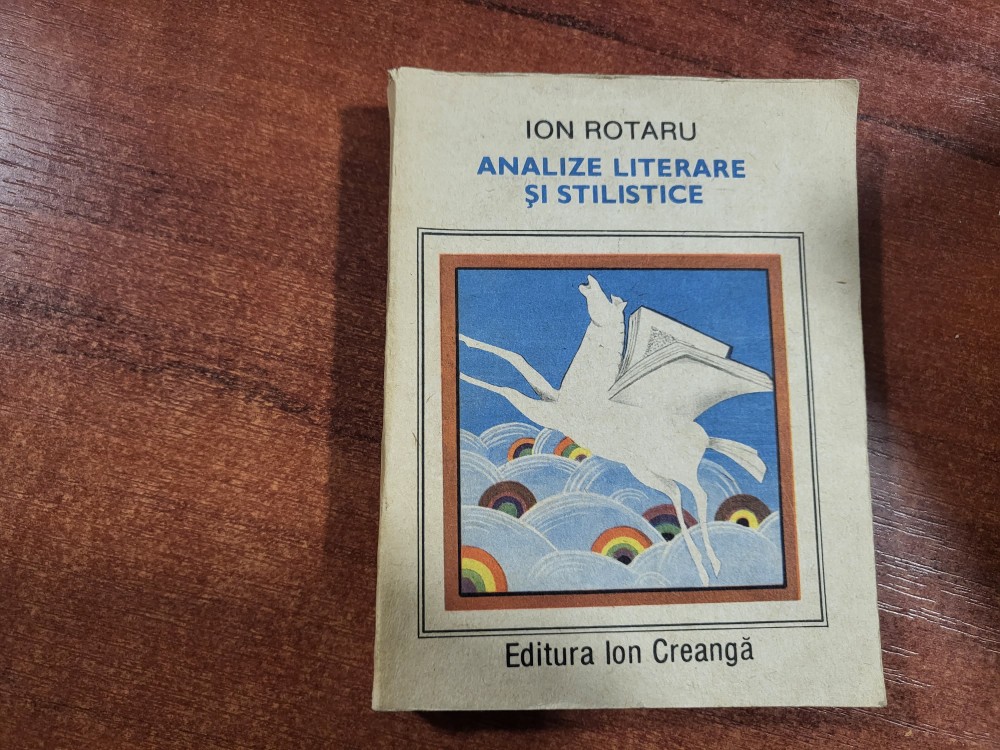 ION ROTARU
ANALIZE LITERARE
ŞI STILISTICE
Editura Ion Creangă